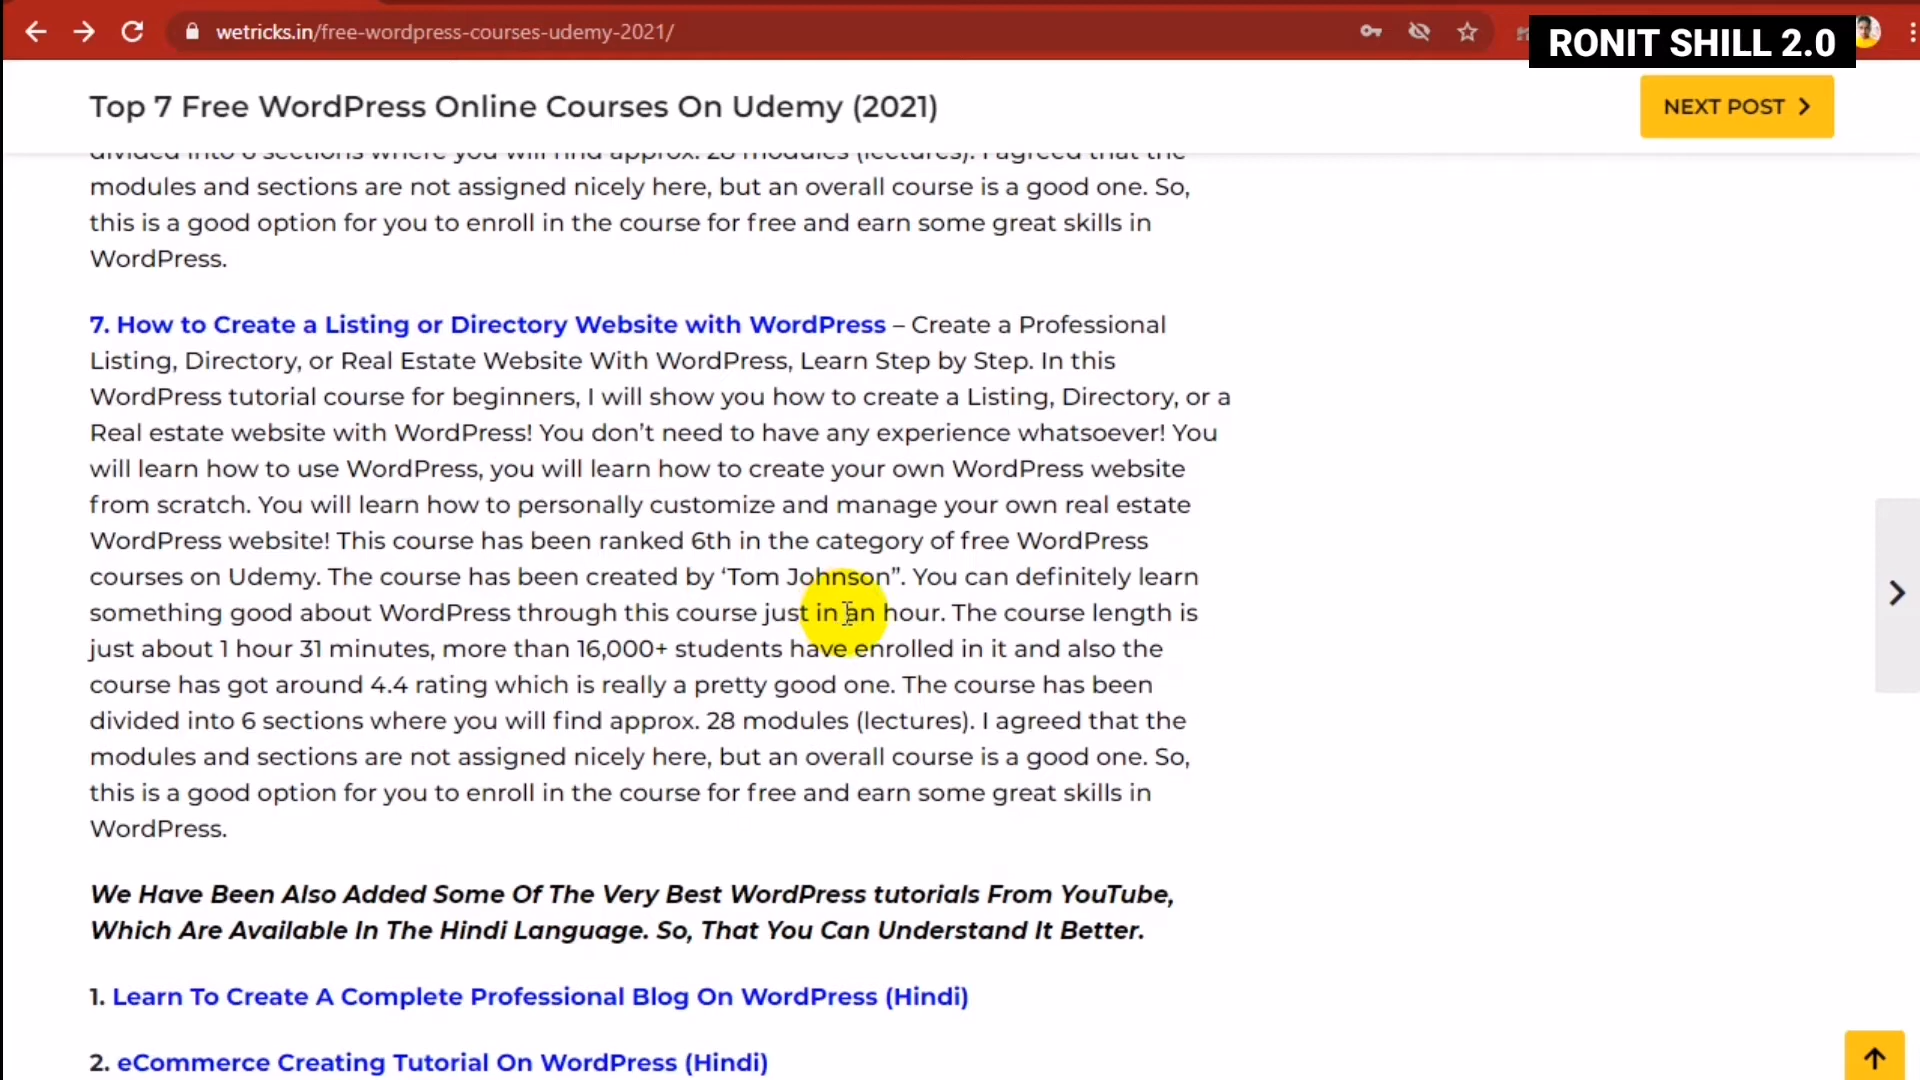 wetricks.in/free-wordpress-courses-udemy-2021/
RONIT SHILL 2.0
Top 7 Free WordPress Online Courses On Udemy (2021)
NEXT POST
divided into 6 sections where you will find approx. 28 modules (lectures). I agreed that the
modules and sections are not assigned nicely here, but an overall course is a good one. So,
this is a good option for you to enroll in the course for free and earn some great skills in
WordPress.
7. How to Create a Listing or Directory Website with WordPress – Create a Professional
Listing, Directory, or Real Estate Website With WordPress, Learn Step by Step. In this
WordPress tutorial course for beginners, I will show you how to create a Listing, Directory, or a
Real estate website with WordPress! You don’t need to have any experience whatsoever! You
will learn how to use WordPress, you will learn how to create your own WordPress website
from scratch. You will learn how to personally customize and manage your own real estate
WordPress website! This course has been ranked 6th in the category of free WordPress
courses on Udemy. The course has been created by ‘Tom Johnson”. You can definitely learn
something good about WordPress through this course just in an hour. The course length is
just about 1 hour 31 minutes, more than 16,000+ students have enrolled in it and also the
course has got around 4.4 rating which is really a pretty good one. The course has been
divided into 6 sections where you will find approx. 28 modules (lectures). I agreed that the
modules and sections are not assigned nicely here, but an overall course is a good one. So,
this is a good option for you to enroll in the course for free and earn some great skills in
WordPress.
We Have Been Also Added Some Of The Very Best WordPress tutorials From YouTube,
Which Are Available In The Hindi Language. So, That You Can Understand It Better.
1. Learn To Create A Complete Professional Blog On WordPress (Hindi)
2. eCommerce Creating Tutorial On WordPress (Hindi)